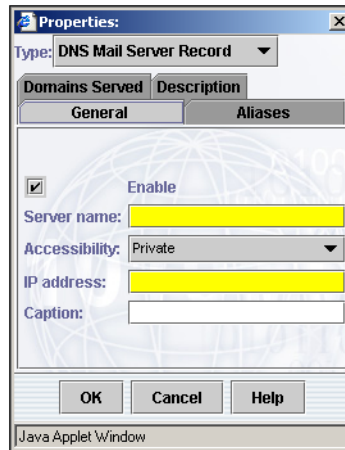 Properties:
Type: DNS Mail Server Record
Domains Served Description
General Aliases
Enable
Server name:
Accessibility: Private
IP address:
Caption:
OK Cancel Help
Java Applet Window